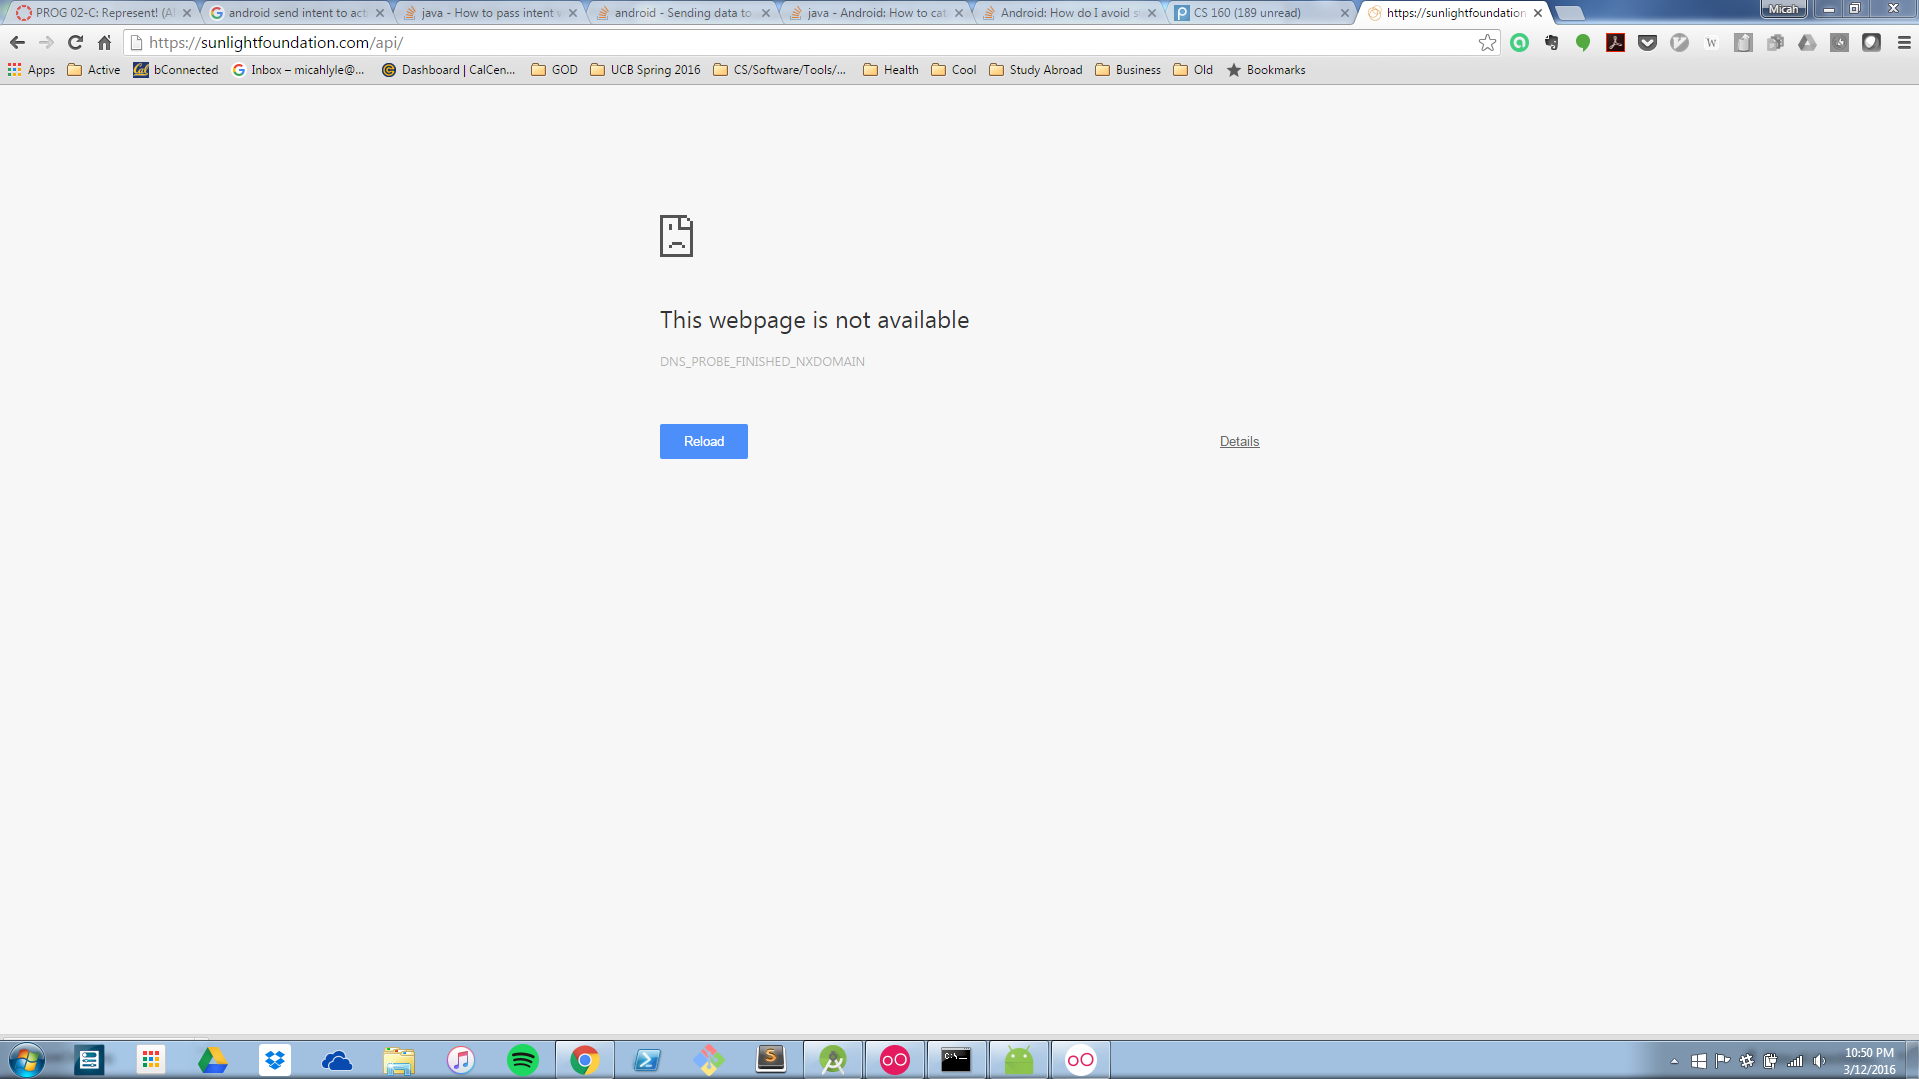 PROG 02-C: Represent! (A
android send intent to acti
java - How to pass intent
android - Sending data to
java - Android: How to cat
Android: How do I avoid
CS 160 (189 unread)
https://sunlightfoundation
Micah
https://sunlightfoundation.com/api/
Apps
Active
Cal
bConnected
Inbox – micahlyle@...
Dashboard | CalCen...
GOD
UCB Spring 2016
CS/Software/Tools/...
Health
Cool
Study Abroad
Business
Old
Bookmarks
This webpage is not available
DNS_PROBE_FINISHED_NXDOMAIN
Reload
Details
10:50 PM
3/12/2016